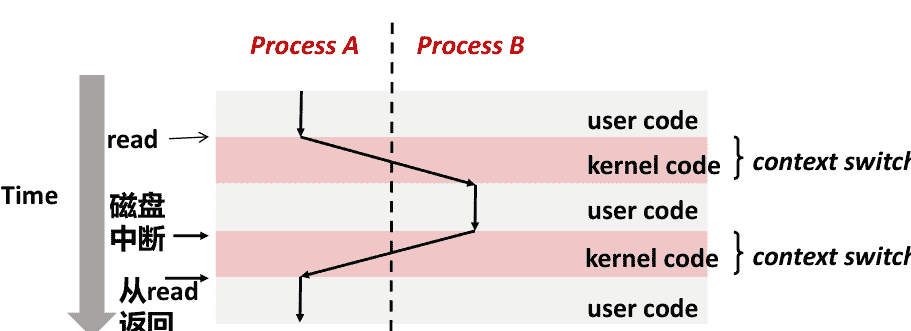 Process A
Process B
user code
read
kernel code
context switch
Time
user code
磁盘
中断
kernel code
context switch
从read
返回
user code